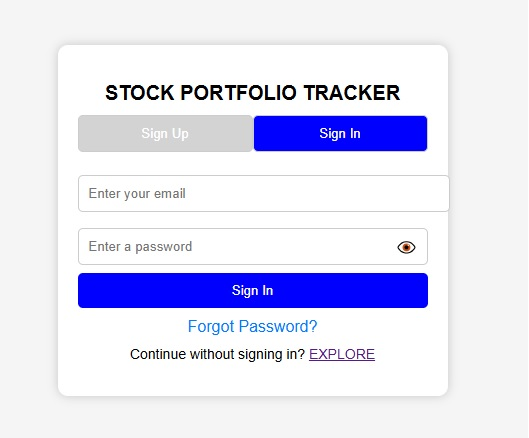 STOCK PORTFOLIO TRACKER
Sign Up Sign In
Enter your email
Enter a password
Sign In
Forgot Password?
Continue without signing in? EXPLORE